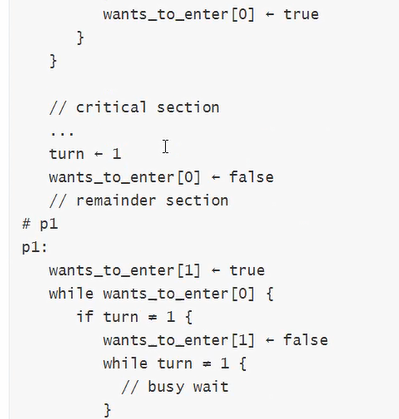 wants_to_enter[0] ← true
}
}
// critical section
...
turn ← 1
wants_to_enter[0] ← false
// remainder section
# p1
p1:
wants_to_enter[1] ← true
while wants_to_enter[0] {
if turn ≠ 1 {
wants_to_enter[1] ← false
while turn ≠ 1 {
// busy wait
}